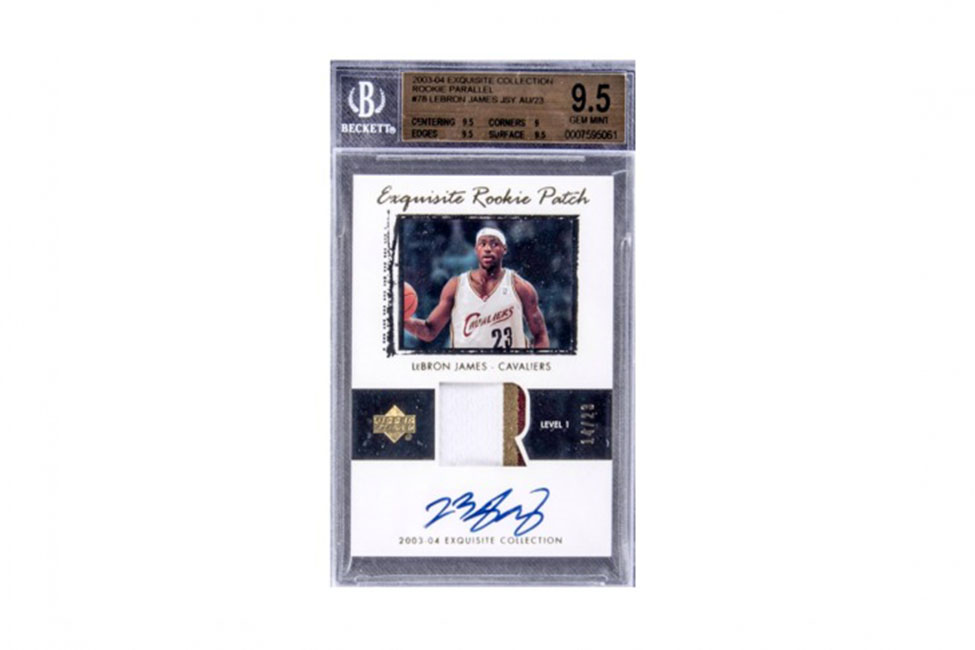 2003-04 EXQUISITE COLLECTION
ROOKIE PARALLEL
#78 LEBRON JAMES JSY AU/23
CENTERING 9.5 CORNERS 9
EDGES 9.5 SURFACE 9.5
9.5
GEM MINT
0007595061
B
BECKETT®
Exquisite Rookie Patch
CAVALIERS
23
LEBRON JAMES - CAVALIERS
UPPER DECK
LEVEL 1
14/23
2003-04 EXQUISITE COLLECTION